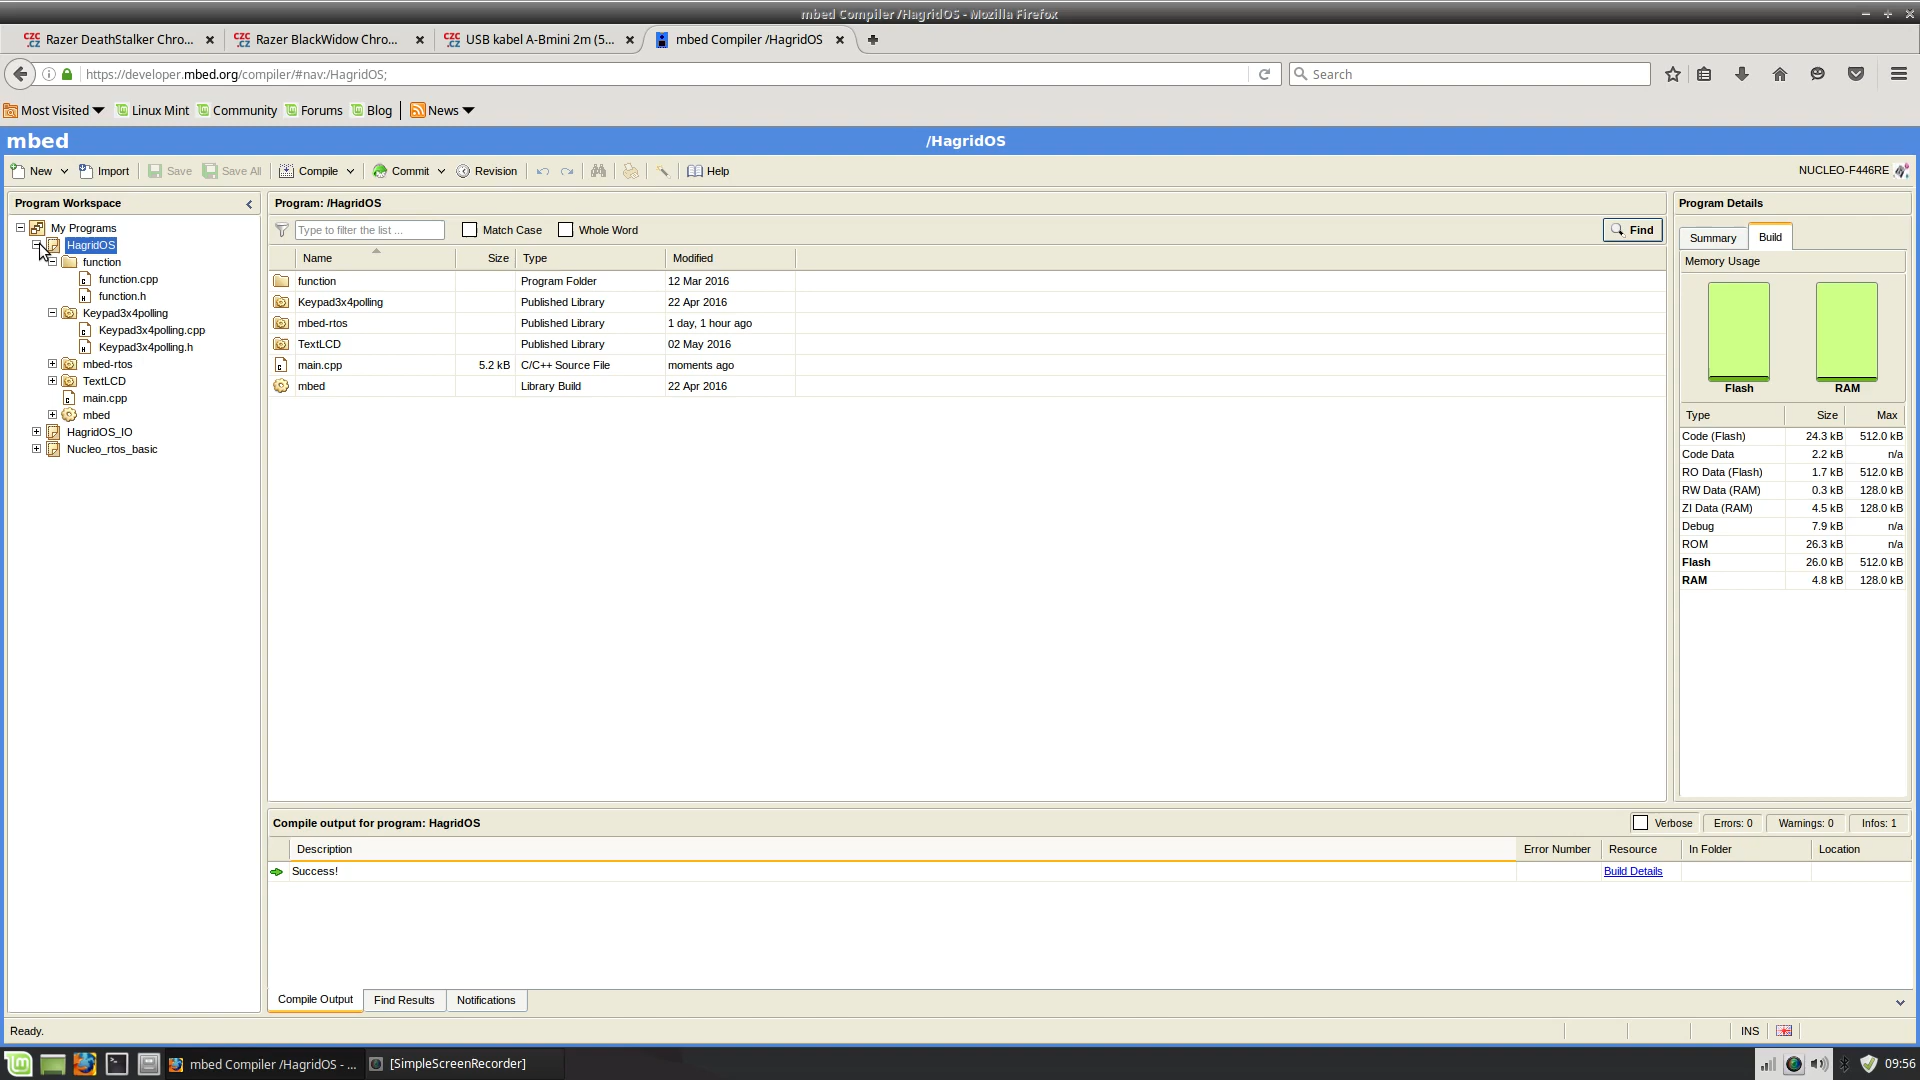 mbed Compiler /HagridOS - Mozilla Firefox
CZC.CZ Razer DeathStalker Chro... CZC.CZ Razer BlackWidow Chro... CZC.CZ USB kabel A-Bmini 2m (5... mbed Compiler /HagridOS
https://developer.mbed.org/compiler/#nav:/HagridOS; Search
Most Visited Linux Mint Community Forums Blog News
mbed /HagridOS
New Import Save Save All Compile Commit Revision Help NUCLEO-F446RE
Program Workspace
My Programs
HagridOS
function
function.cpp
function.h
Keypad3x4polling
Keypad3x4polling.cpp
Keypad3x4polling.h
mbed-rtos
TextLCD
main.cpp
mbed
HagridOS_IO
Nucleo_rtos_basic
Program: /HagridOS
Type to filter the list ... Match Case Whole Word Find
Name Size Type Modified
function Program Folder 12 Mar 2016
Keypad3x4polling Published Library 22 Apr 2016
mbed-rtos Published Library 1 day, 1 hour ago
TextLCD Published Library 02 May 2016
main.cpp 5.2 kB C/C++ Source File moments ago
mbed Library Build 22 Apr 2016
Program Details
Summary Build
Memory Usage
Flash RAM
Type Size Max
Code (Flash) 24.3 kB 512.0 kB
Code Data 2.2 kB n/a
RO Data (Flash) 1.7 kB 512.0 kB
RW Data (RAM) 0.3 kB 128.0 kB
ZI Data (RAM) 4.5 kB 128.0 kB
Debug 7.9 kB n/a
ROM 26.3 kB n/a
Flash 26.0 kB 512.0 kB
RAM 4.8 kB 128.0 kB
Compile output for program: HagridOS Verbose Errors: 0 Warnings: 0 Infos: 1
Description Error Number Resource In Folder Location
Success! Build Details
Compile Output Find Results Notifications
Ready. INS
mbed Compiler /HagridOS - ... [SimpleScreenRecorder] 09:56